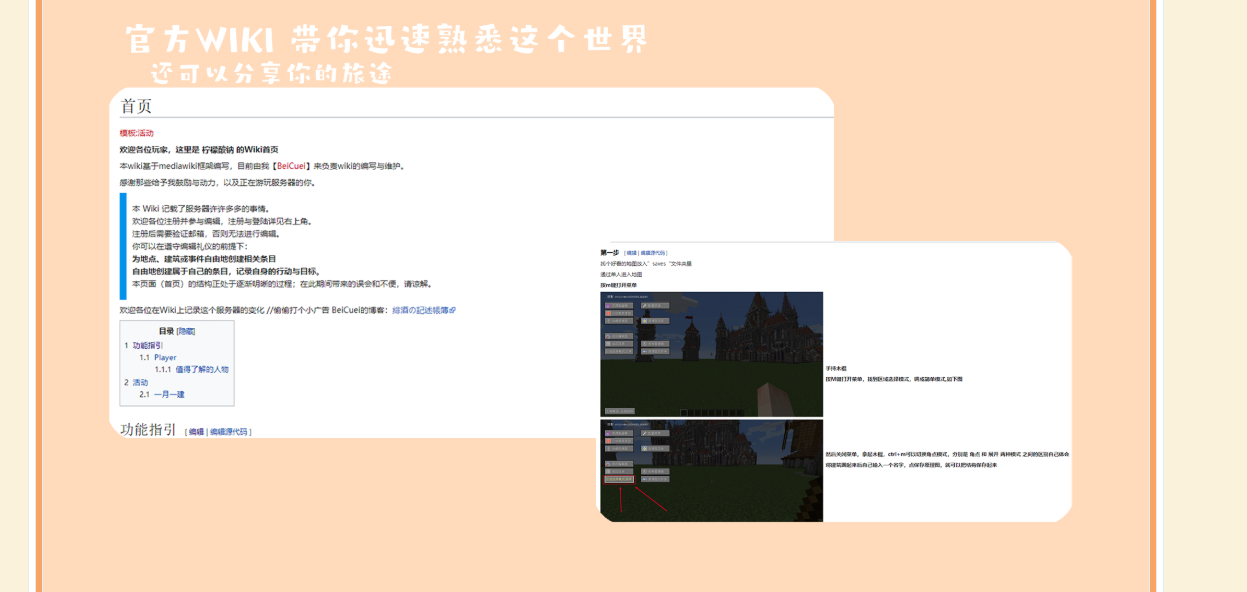 官方WIKI 带你迅速熟悉这个世界
还可以分享你的旅途
首页
模板:活动
欢迎各位玩家，这里是 柠檬酸钠 的Wiki首页
本wiki基于mediawiki框架编写，目前由我【BeiCuei】来负责wiki的编写与维护。
感谢那些给予我鼓励与动力，以及正在游玩服务器的你。
本 Wiki 记载了服务器许许多多的事情。
欢迎各位注册并参与编辑，注册与登陆详见右上角。
注册后需要验证邮箱，否则无法进行编辑。
你可以在遵守编辑礼仪的前提下：
为地点、建筑或事件自由地创建相关条目
自由地创建属于自己的条目，记录自身的行动与目标。
本页面（首页）的结构正处于逐渐明晰的过程；在此期间带来的误会和不便，请谅解。
欢迎各位在Wiki上记录这个服务器的变化 //偷偷打个小广告 BeiCuei的博客：緋酒の記述帳簿
目录 [隐藏]
1 功能指引
1.1 Player
1.1.1 值得了解的人物
2 活动
2.1 一月一建
功能指引 [ 编辑 | 编辑源代码 ]
第一步 [ 编辑 | 编辑源代码 ]
找个好看的地图放入" saves "文件夹里
通过单人进入地图
按m键打开菜单
手持木棍
按M键打开菜单，找到区域选择模式，调成简单模式,如下图
然后关闭菜单，拿起木棍，ctrl+m可以切换角点模式，分别是 角点 和 展开 两种模式 之间的区别自己体会
将建筑圈起来后自己输入一个名字，点保存原理图，就可以把结构保存起来